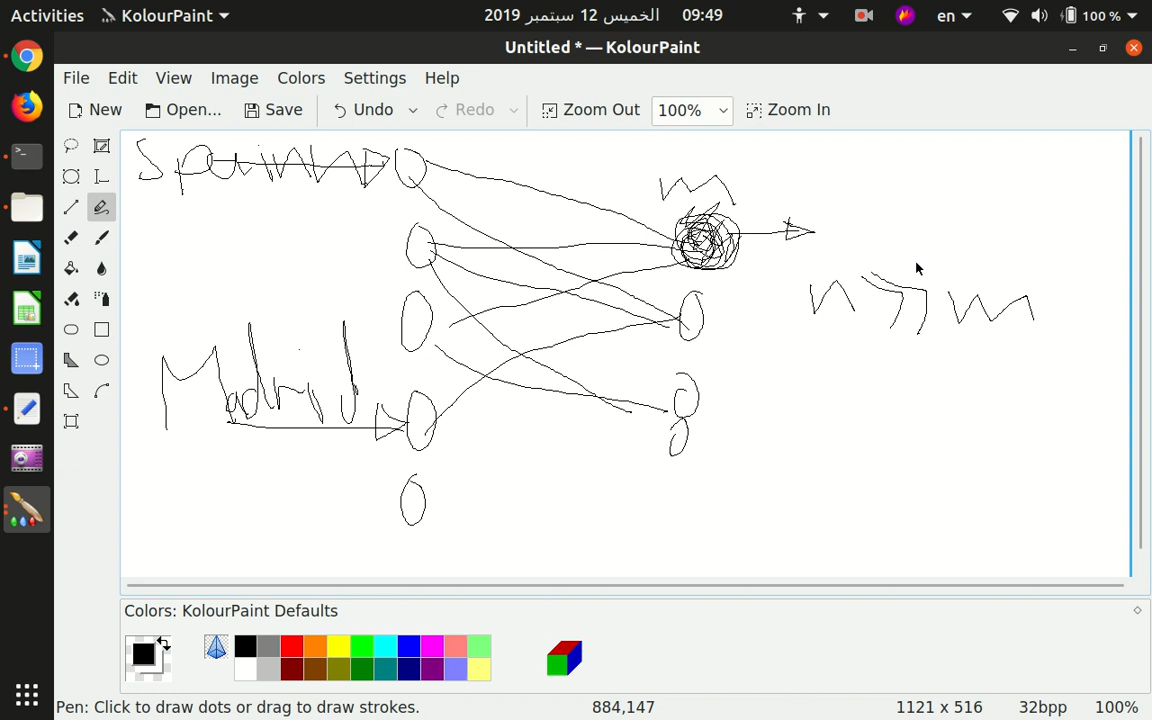 Activities KolourPaint الخميس 12 سبتمبر 2019 09:49 en 100 %
Untitled * — KolourPaint
File Edit View Image Colors Settings Help
New Open... Save Undo Redo Zoom Out 100% Zoom In
m
n >> m
Colors: KolourPaint Defaults
Pen: Click to draw dots or drag to draw strokes. 884,147 1121 x 516 32bpp 100%